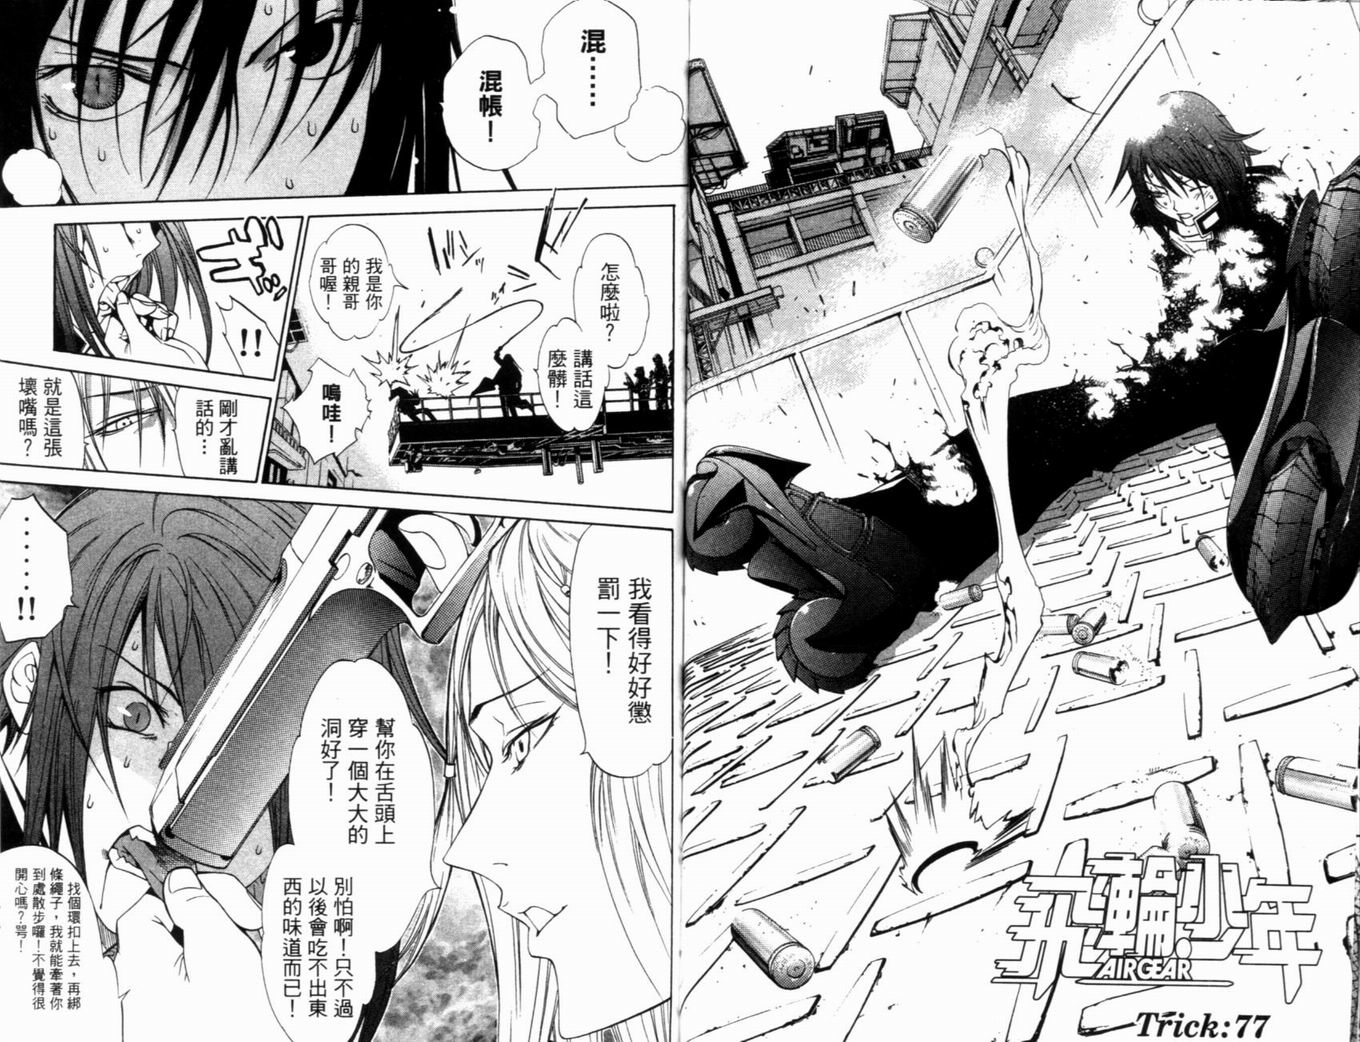 飛輪少年
AIRGEAR
Trick:77
混……
混帳！
怎麼啦？
講話這
麼髒！
我是你
的親哥
哥喔！
嗚哇！
!!
剛才亂講
話的…
就是這張
壞嘴嗎？
我看得好好懲
罰一下！
幫你在舌頭上
穿一個大大的
洞好了！
別怕啊！只不過
以後會吃不出東
西的味道而已！
……!!
找個環扣上去，再綁
條繩子，我就能牽著你
到處散步囉！不覺得很
開心嗎？咢！